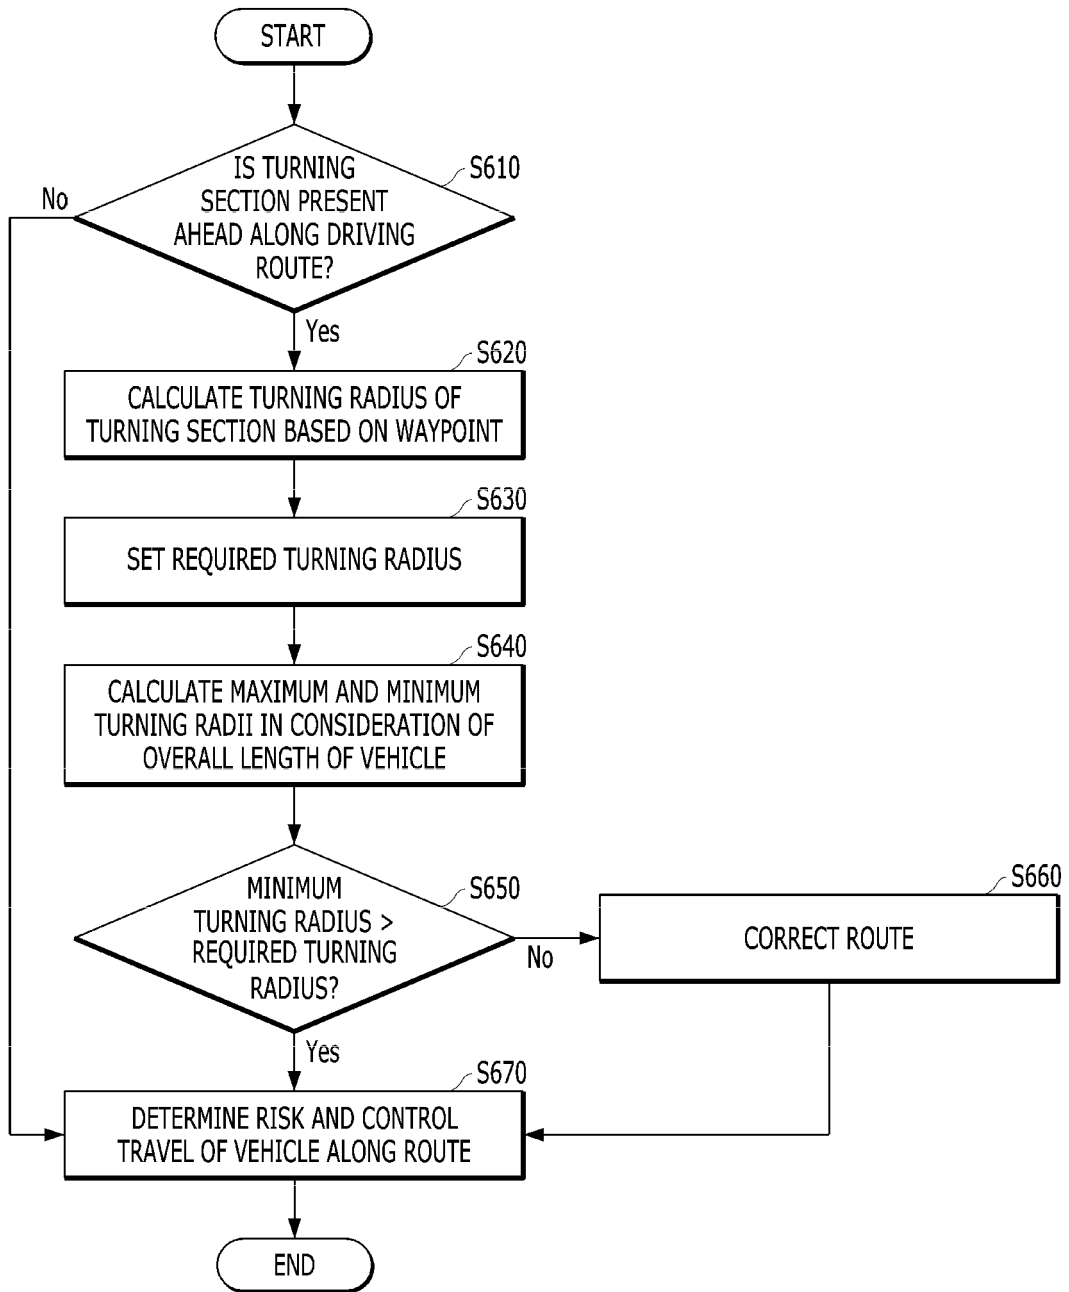 START
IS TURNING
SECTION PRESENT
AHEAD ALONG DRIVING
ROUTE?
S610
No
Yes
S620
CALCULATE TURNING RADIUS OF
TURNING SECTION BASED ON WAYPOINT
S630
SET REQUIRED TURNING RADIUS
S640
CALCULATE MAXIMUM AND MINIMUM
TURNING RADII IN CONSIDERATION OF
OVERALL LENGTH OF VEHICLE
S650
MINIMUM
TURNING RADIUS >
REQUIRED TURNING
RADIUS?
No
S660
CORRECT ROUTE
Yes
S670
DETERMINE RISK AND CONTROL
TRAVEL OF VEHICLE ALONG ROUTE
END